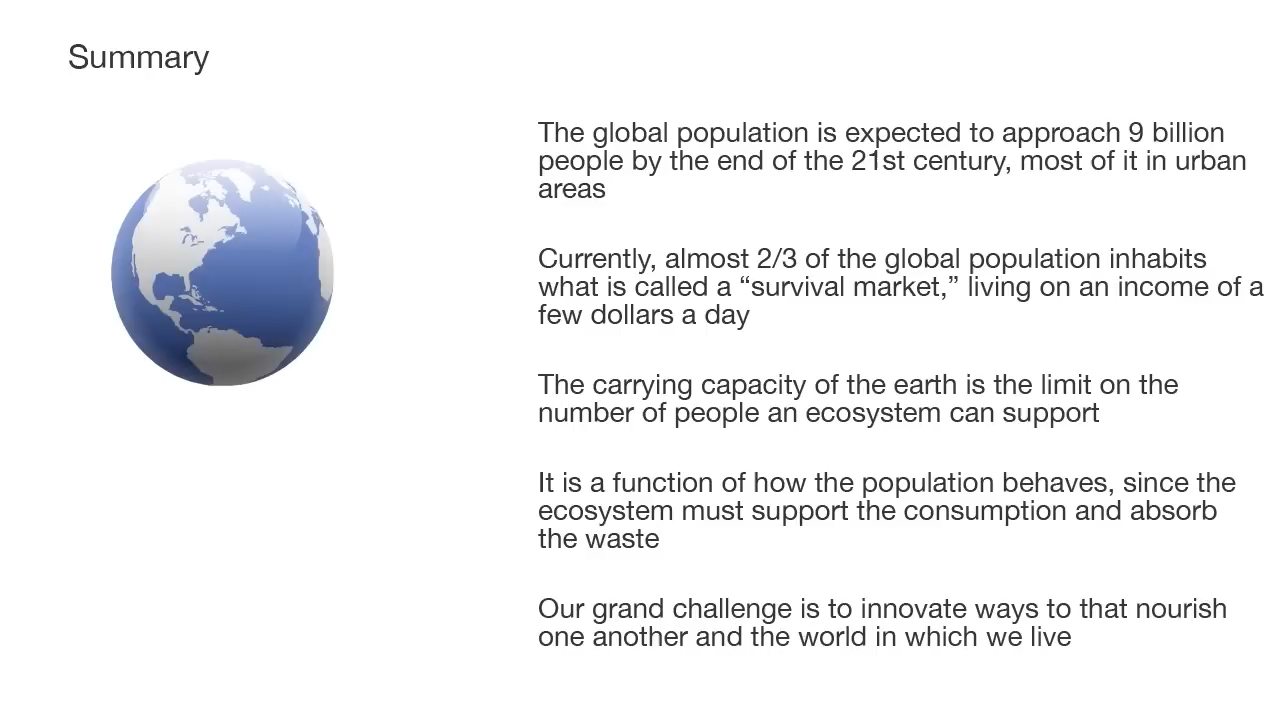 Summary
The global population is expected to approach 9 billion
people by the end of the 21st century, most of it in urban
areas
Currently, almost 2/3 of the global population inhabits
what is called a “survival market,” living on an income of a
few dollars a day
The carrying capacity of the earth is the limit on the
number of people an ecosystem can support
It is a function of how the population behaves, since the
ecosystem must support the consumption and absorb
the waste
Our grand challenge is to innovate ways to that nourish
one another and the world in which we live